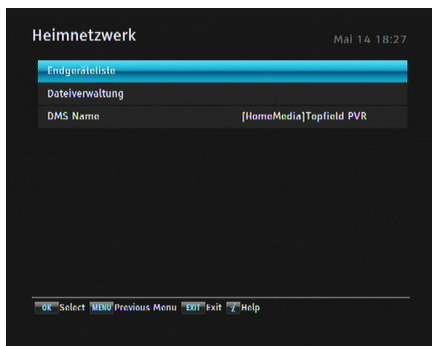 Heimnetzwerk
Mai 14 18:27
Endgeräteliste
Dateiverwaltung
DMS Name [HomeMedia]Topfield PVR
OK Select MENU Previous Menu EXIT Exit i Help